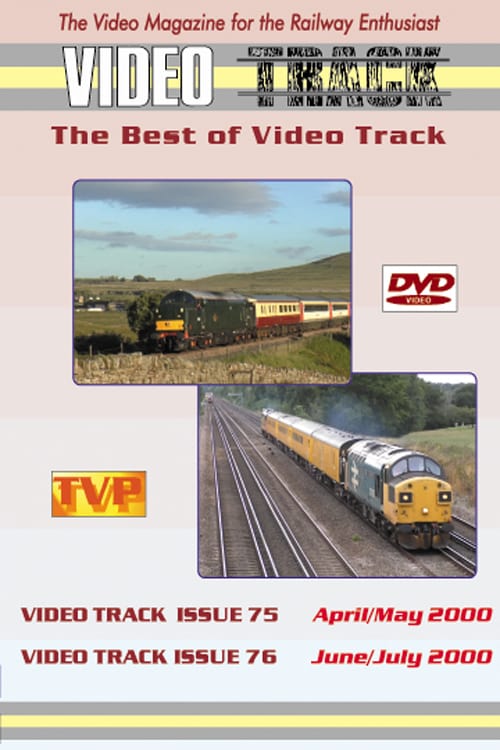 The Video Magazine for the Railway Enthusiast
VIDEO TRACK
The Best of Video Track
DVD
VIDEO
TVP
VIDEO TRACK ISSUE 75 April/May 2000
VIDEO TRACK ISSUE 76 June/July 2000